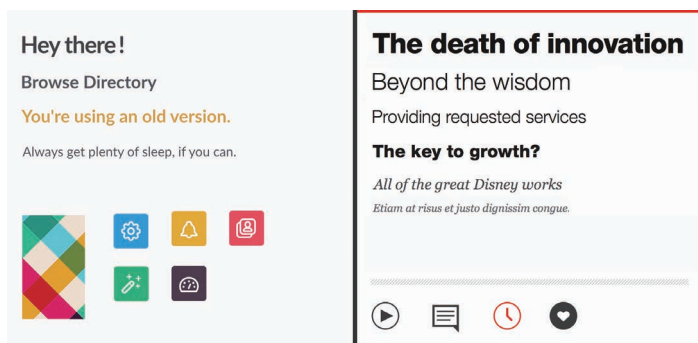 Hey there!
Browse Directory
You're using an old version.
Always get plenty of sleep, if you can.
The death of innovation
Beyond the wisdom
Providing requested services
The key to growth?
All of the great Disney works
Etiam at risus et justo dignissim congue.